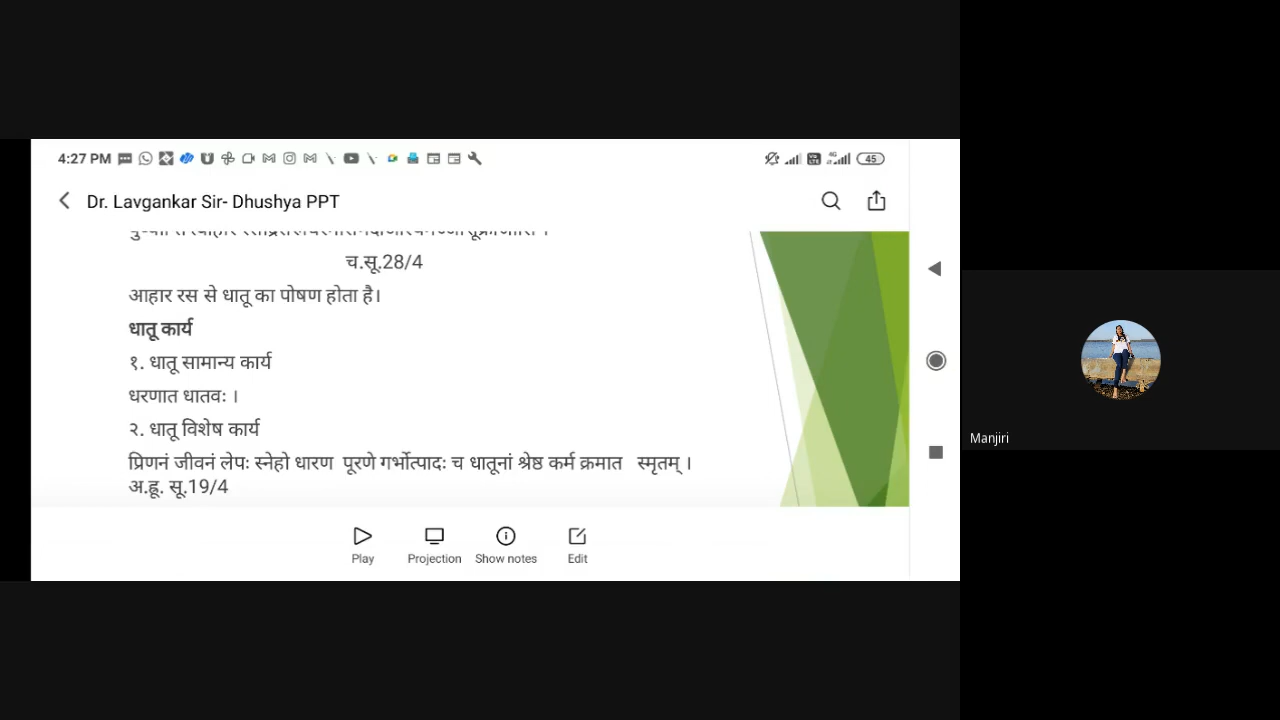 4:27 PM
45
Dr. Lavgankar Sir- Dhushya PPT
च.सू.28/4
आहार रस से धातू का पोषण होता है।
धातू कार्य
१. धातू सामान्य कार्य
धरणात धातवः ।
२. धातू विशेष कार्य
प्रिणनं जीवनं लेपः स्नेहो धारण पूरणे गर्भोत्पादः च धातूनां श्रेष्ठ कर्म क्रमात स्मृतम् ।
अ.हृ. सू.19/4
Play Projection Show notes Edit
Manjiri